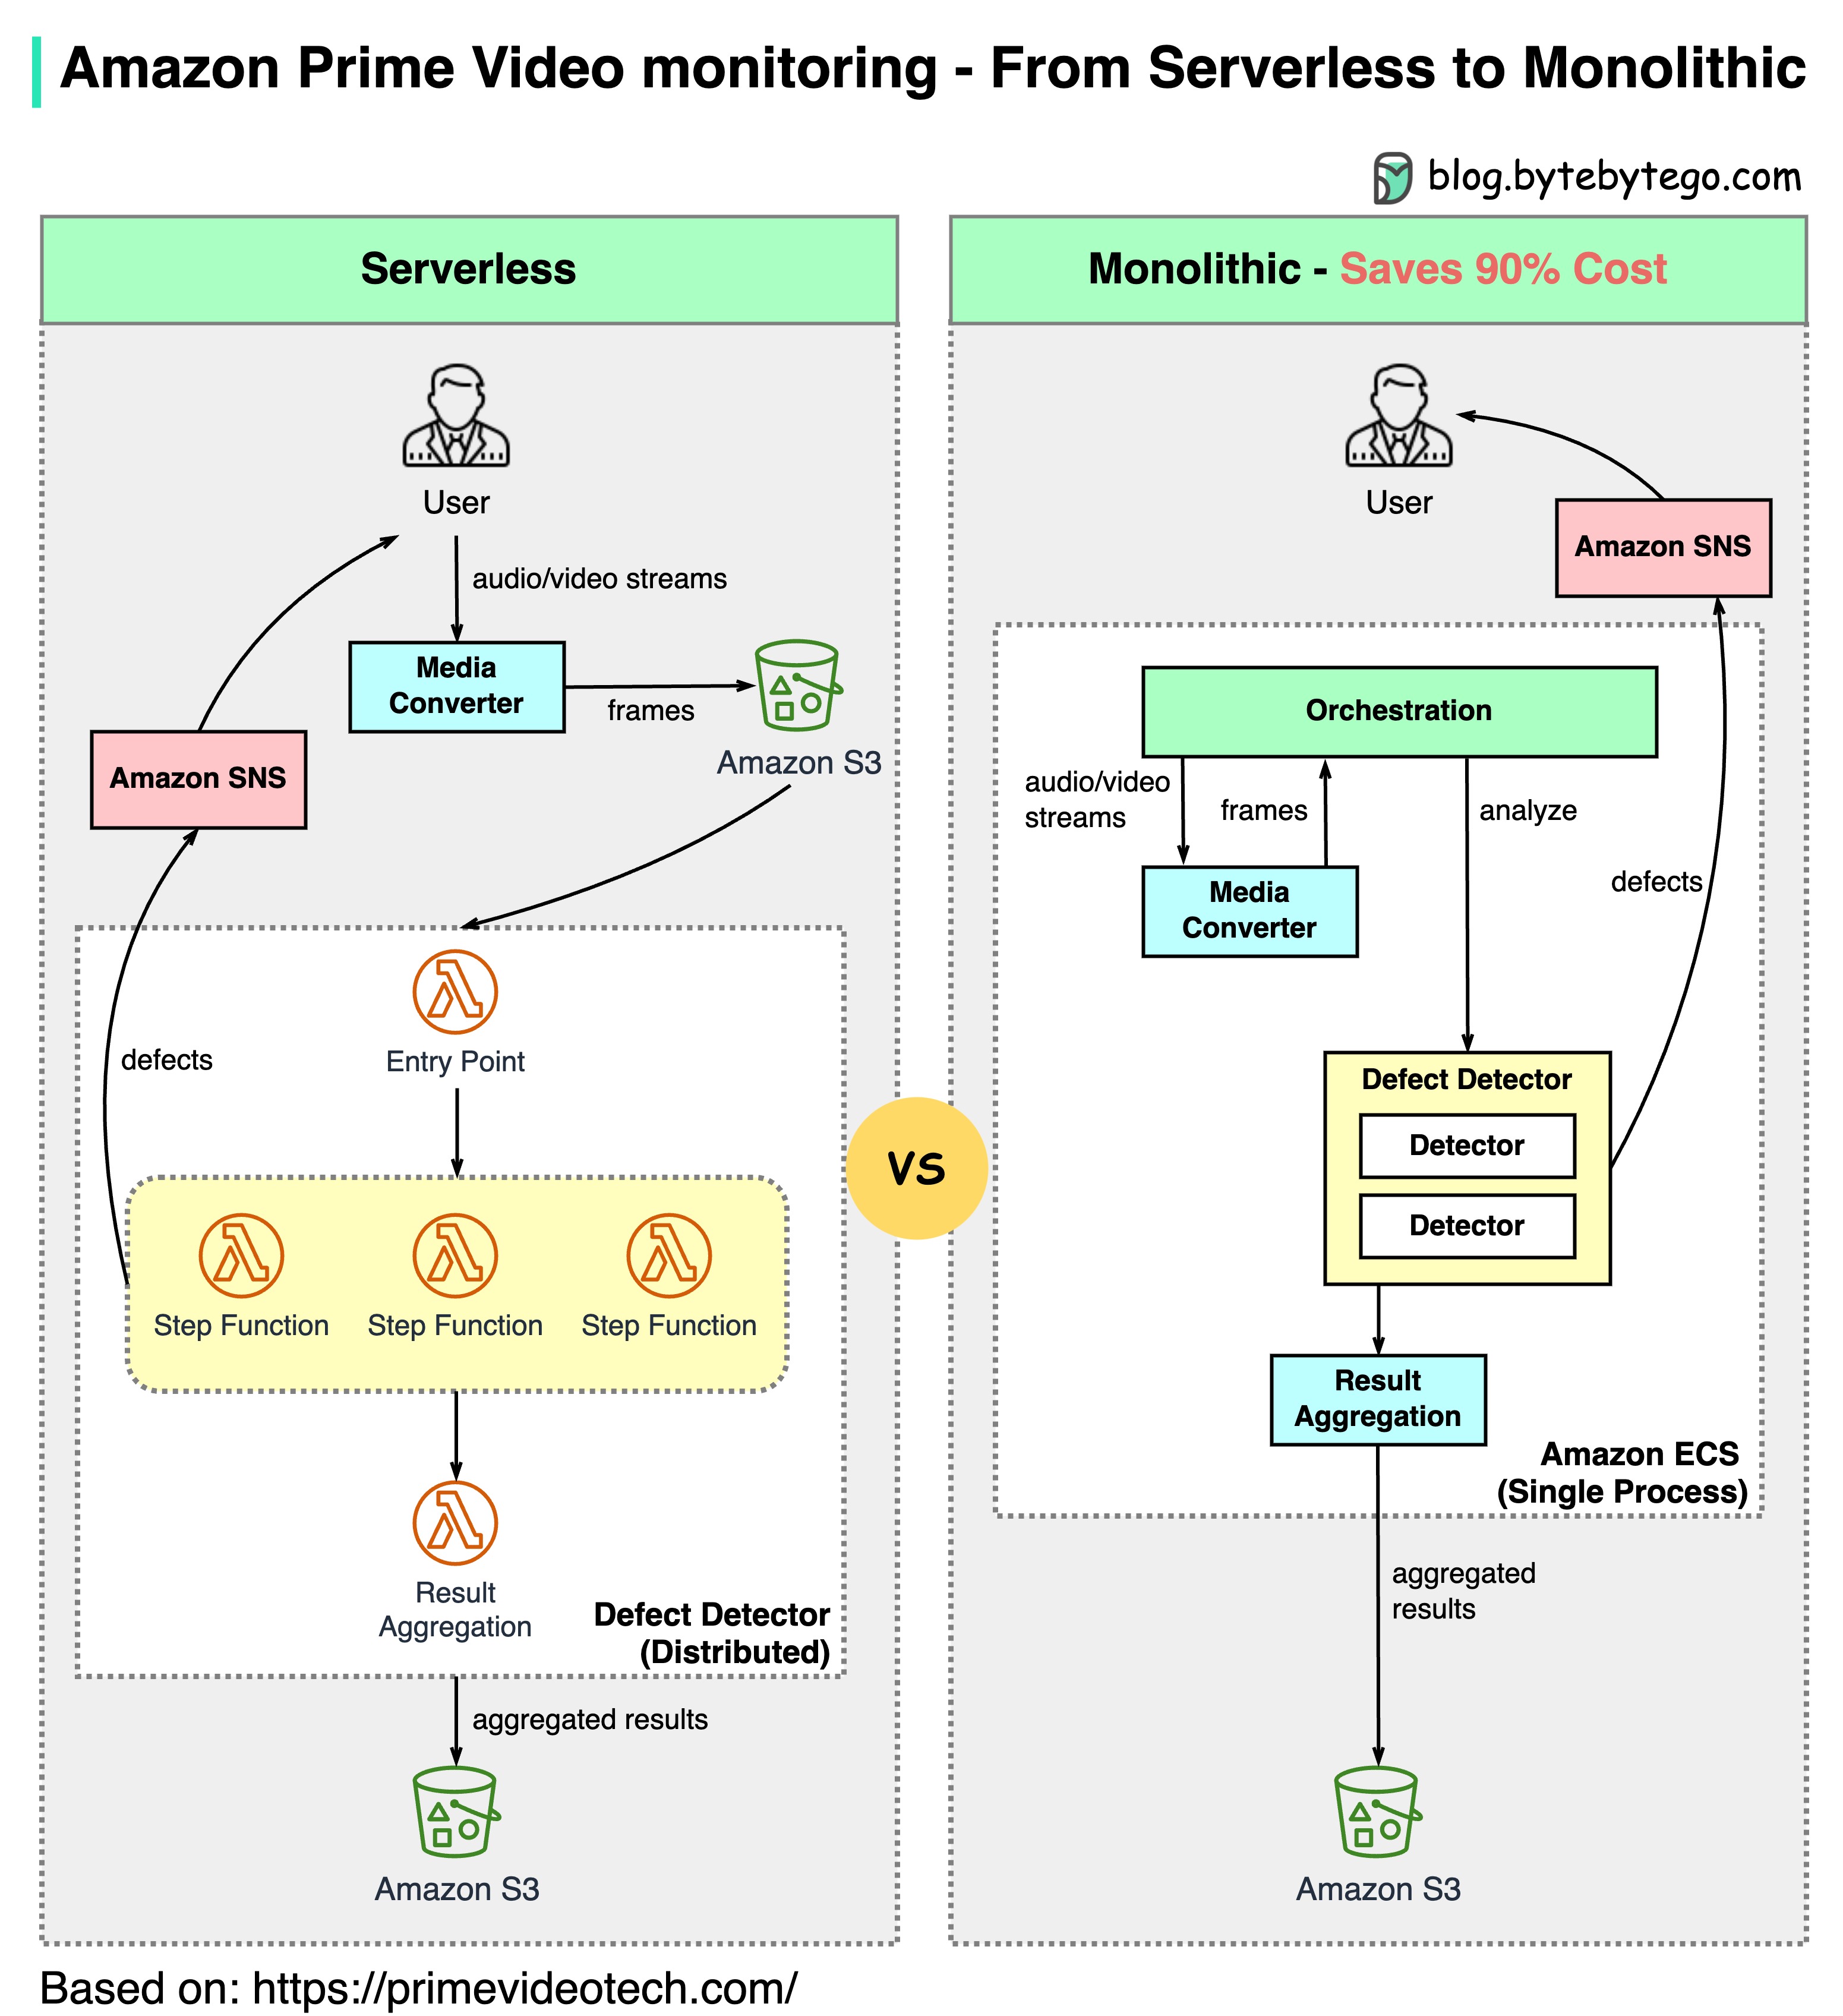 Amazon Prime Video monitoring - From Serverless to Monolithic
blog.bytebytego.com
Serverless
User
audio/video streams
Media
Converter
frames
Amazon S3
Amazon SNS
defects
Entry Point
Step Function
Step Function
Step Function
Result
Aggregation
Defect Detector
(Distributed)
aggregated results
Amazon S3
vs
Monolithic - Saves 90% Cost
User
Amazon SNS
Orchestration
audio/video
streams
frames
analyze
Media
Converter
defects
Defect Detector
Detector
Detector
Result
Aggregation
Amazon ECS
(Single Process)
aggregated
results
Amazon S3
Based on: https://primevideotech.com/